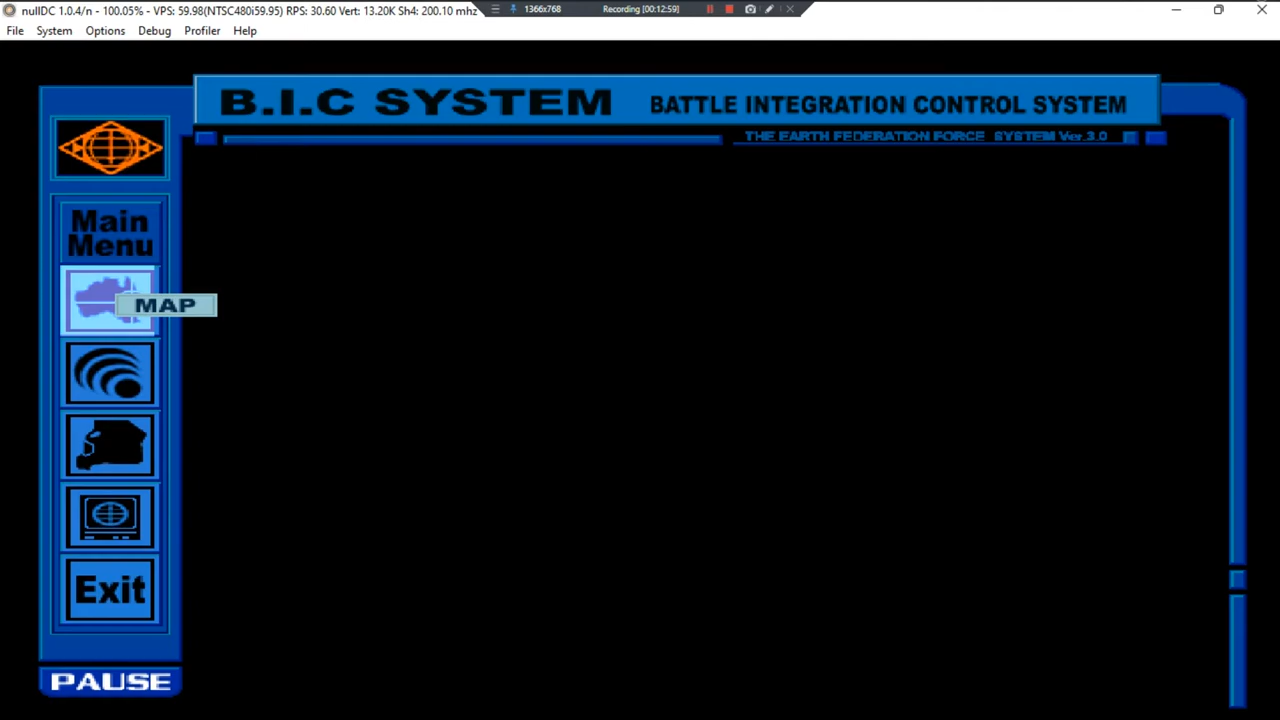 nullDC 1.0.4/n - 100.05% - VPS: 59.98(NTSC480i59.95) RPS: 30.60 Vert: 13.20K Sh4: 200.10 mhz
1366x768
Recording [00:12:59]
File System Options Debug Profiler Help
B.I.C SYSTEM BATTLE INTEGRATION CONTROL SYSTEM
THE EARTH FEDERATION FORCE SYSTEM Ver.3.0
Main
Menu
MAP
Exit
PAUSE